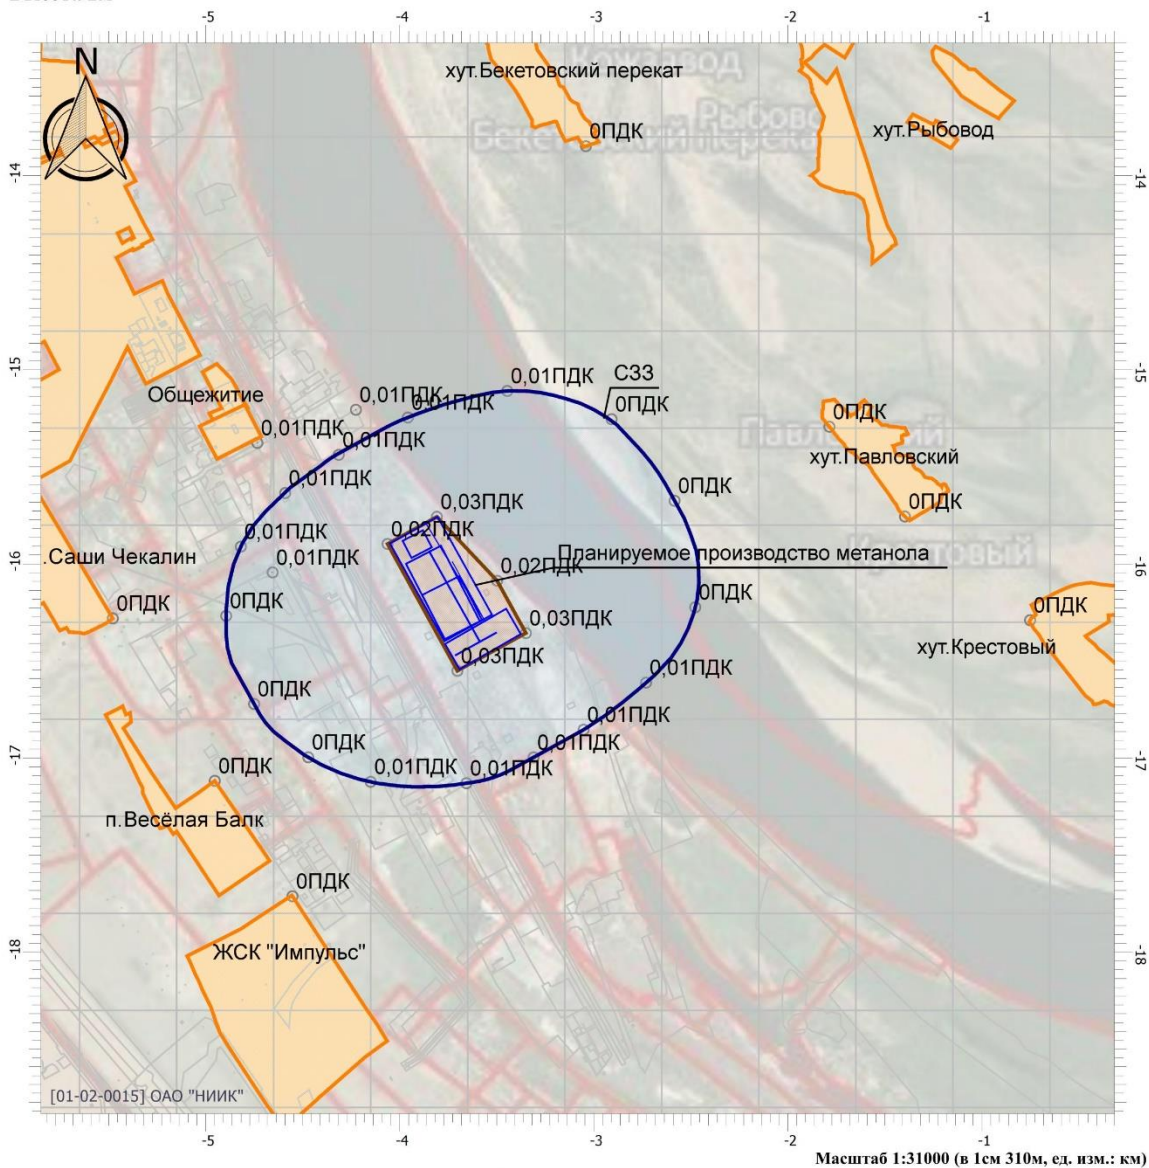 -5 -4 -3 -2 -1
N
хут.Бекетовский перекат
Рыбово
0ПДК
хут.Рыбовод
-14 -14
-15 -15
0,01ПДК
СЗЗ
Общежитие
0,01ПДК
0,01ПДК
0ПДК
0ПДК
0,01ПДК
0,01ПДК
хут.Павловский
0,01ПДК
0ПДК
0,03ПДК
0ПДК
0,01ПДК
0,02ПДК
Планируемое производство метанола
.Саши Чекалин
0,01ПДК
0,02ПДК
-16 -16
0ПДК
0ПДК
0ПДК
0ПДК
0,03ПДК
хут.Крестовый
0,03ПДК
0,01ПДК
0ПДК
0,01ПДК
0ПДК
0,01ПДК
-17 -17
0ПДК
0,01ПДК
0,01ПДК
п.Весёлая Балк
0ПДК
ЖСК "Импульс"
-18 -18
[01-02-0015] ОАО "НИИК"
-5 -4 -3 -2 -1
Масштаб 1:31000 (в 1см 310м, ед. изм.: км)